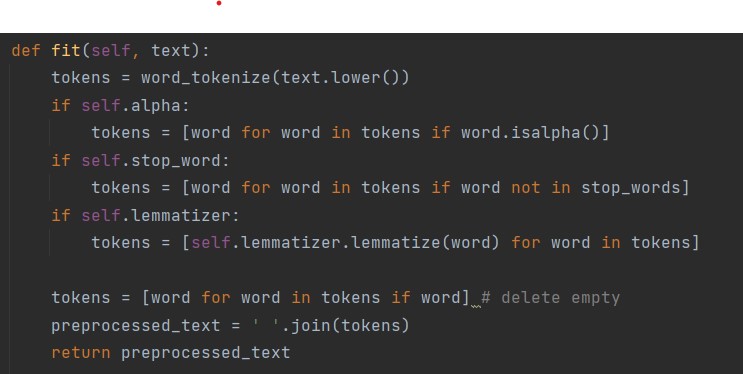 def fit(self, text):
    tokens = word_tokenize(text.lower())
    if self.alpha:
        tokens = [word for word in tokens if word.isalpha()]
    if self.stop_word:
        tokens = [word for word in tokens if word not in stop_words]
    if self.lemmatizer:
        tokens = [self.lemmatizer.lemmatize(word) for word in tokens]
    tokens = [word for word in tokens if word] # delete empty
    preprocessed_text = ' '.join(tokens)
    return preprocessed_text